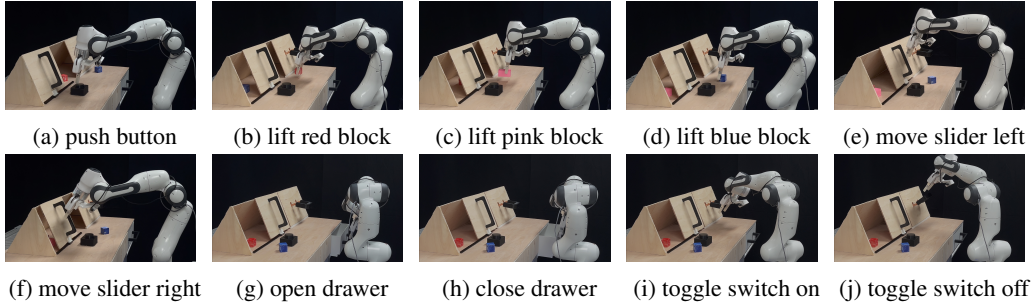 (a) push button (b) lift red block (c) lift pink block (d) lift blue block (e) move slider left
(f) move slider right (g) open drawer (h) close drawer (i) toggle switch on (j) toggle switch off